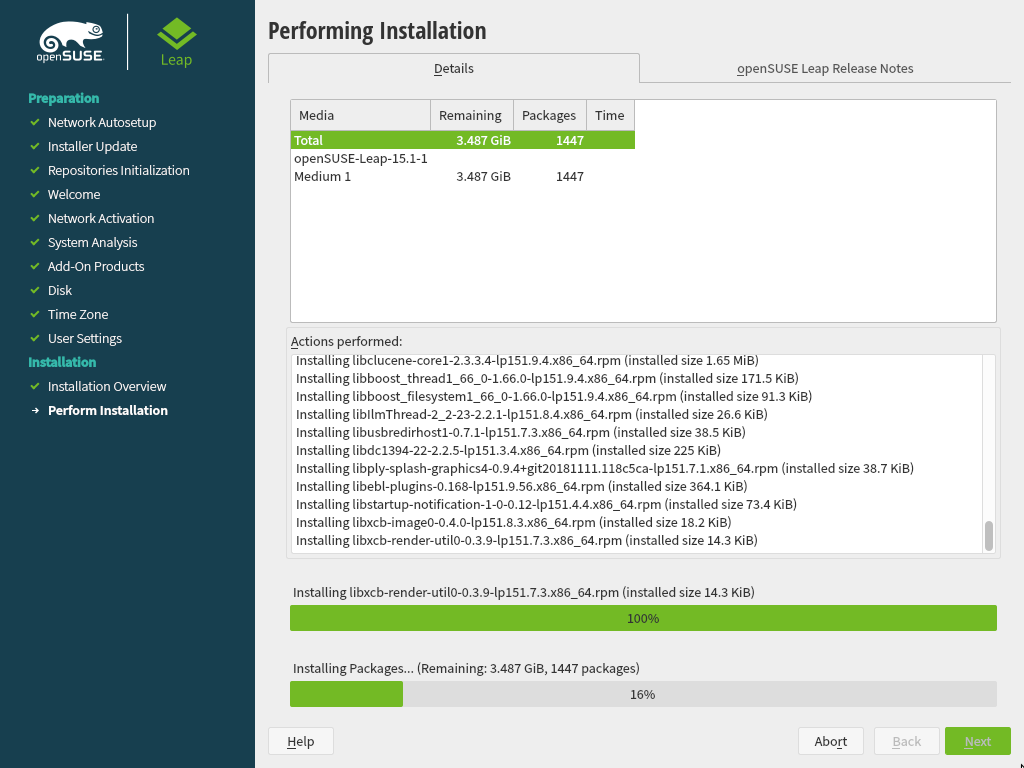 openSUSE.
Leap
Preparation
Network Autosetup
Installer Update
Repositories Initialization
Welcome
Network Activation
System Analysis
Add-On Products
Disk
Time Zone
User Settings
Installation
Installation Overview
Perform Installation
Performing Installation
Details openSUSE Leap Release Notes
Media Remaining Packages Time
Total 3.487 GiB 1447
openSUSE-Leap-15.1-1
Medium 1 3.487 GiB 1447
Actions performed:
Installing libclucene-core1-2.3.3.4-lp151.9.4.x86_64.rpm (installed size 1.65 MiB)
Installing libboost_thread1_66_0-1.66.0-lp151.9.4.x86_64.rpm (installed size 171.5 KiB)
Installing libboost_filesystem1_66_0-1.66.0-lp151.9.4.x86_64.rpm (installed size 91.3 KiB)
Installing libIlmThread-2_2-23-2.2.1-lp151.8.4.x86_64.rpm (installed size 26.6 KiB)
Installing libusbredirhost1-0.7.1-lp151.7.3.x86_64.rpm (installed size 38.5 KiB)
Installing libdc1394-22-2.2.5-lp151.3.4.x86_64.rpm (installed size 225 KiB)
Installing libply-splash-graphics4-0.9.4+git20181111.118c5ca-lp151.7.1.x86_64.rpm (installed size 38.7 KiB)
Installing libebl-plugins-0.168-lp151.9.56.x86_64.rpm (installed size 364.1 KiB)
Installing libstartup-notification-1-0-0.12-lp151.4.4.x86_64.rpm (installed size 73.4 KiB)
Installing libxcb-image0-0.4.0-lp151.8.3.x86_64.rpm (installed size 18.2 KiB)
Installing libxcb-render-util0-0.3.9-lp151.7.3.x86_64.rpm (installed size 14.3 KiB)
Installing libxcb-render-util0-0.3.9-lp151.7.3.x86_64.rpm (installed size 14.3 KiB)
100%
Installing Packages... (Remaining: 3.487 GiB, 1447 packages)
16%
Help Abort Back Next